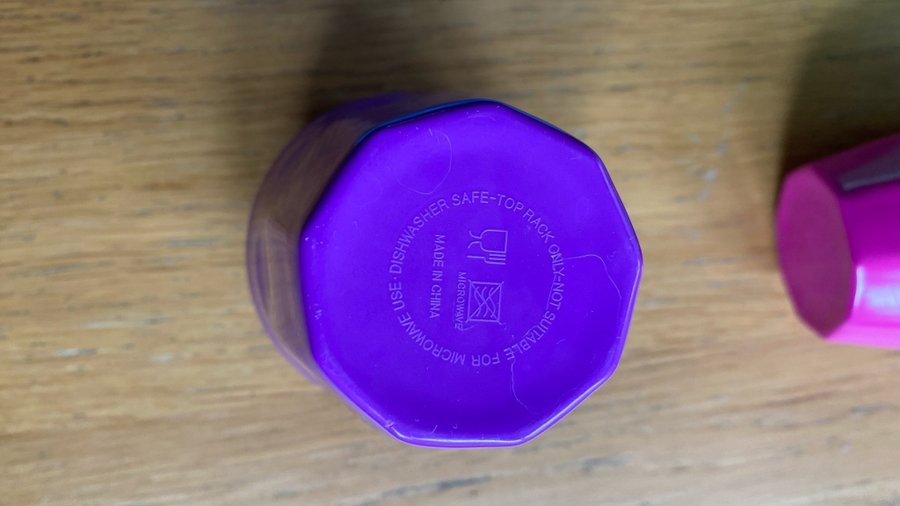 DISHWASHER SAFE-TOP RACK ONLY-NOT SUITABLE FOR MICROWAVE USE·
MICROWAVE
MADE IN CHINA